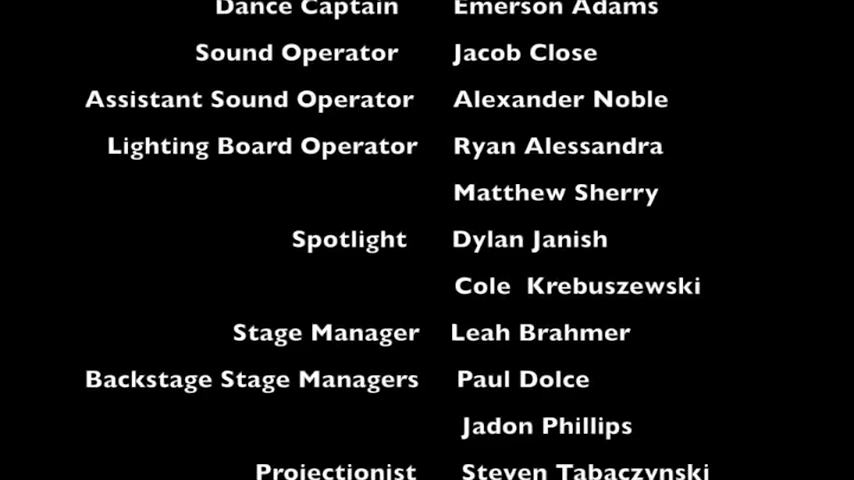 Dance Captain Emerson Adams
Sound Operator Jacob Close
Assistant Sound Operator Alexander Noble
Lighting Board Operator Ryan Alessandra
Matthew Sherry
Spotlight Dylan Janish
Cole Krebuszewski
Stage Manager Leah Brahmer
Backstage Stage Managers Paul Dolce
Jadon Phillips
Projectionist Steven Tabaczynski